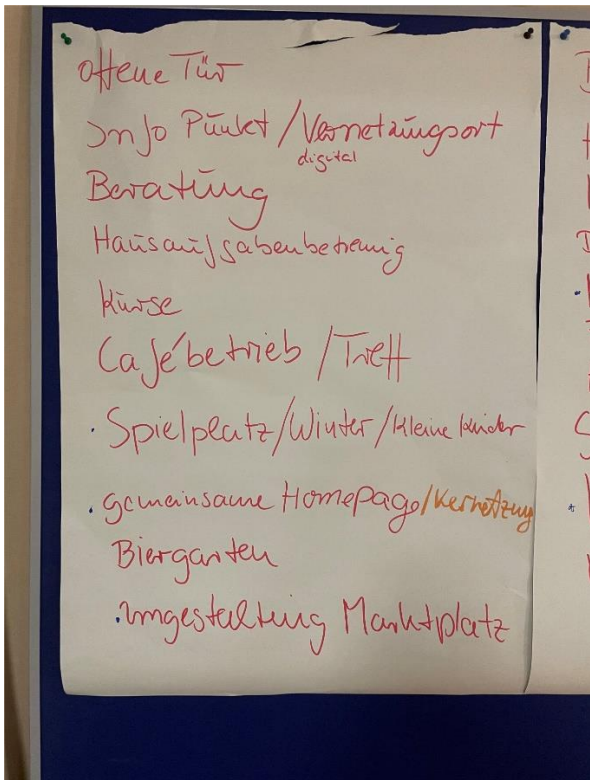 offene Tür
Info Punkt / Vernetzungsort
digital
Beratung
Hausaufgabenbetreuung
Kurse
Cafébetrieb / Treff
· Spielplatz / Winter / kleine Kinder
· gemeinsame Homepage / Vernetzung
Biergarten
· Umgestaltung Marktplatz